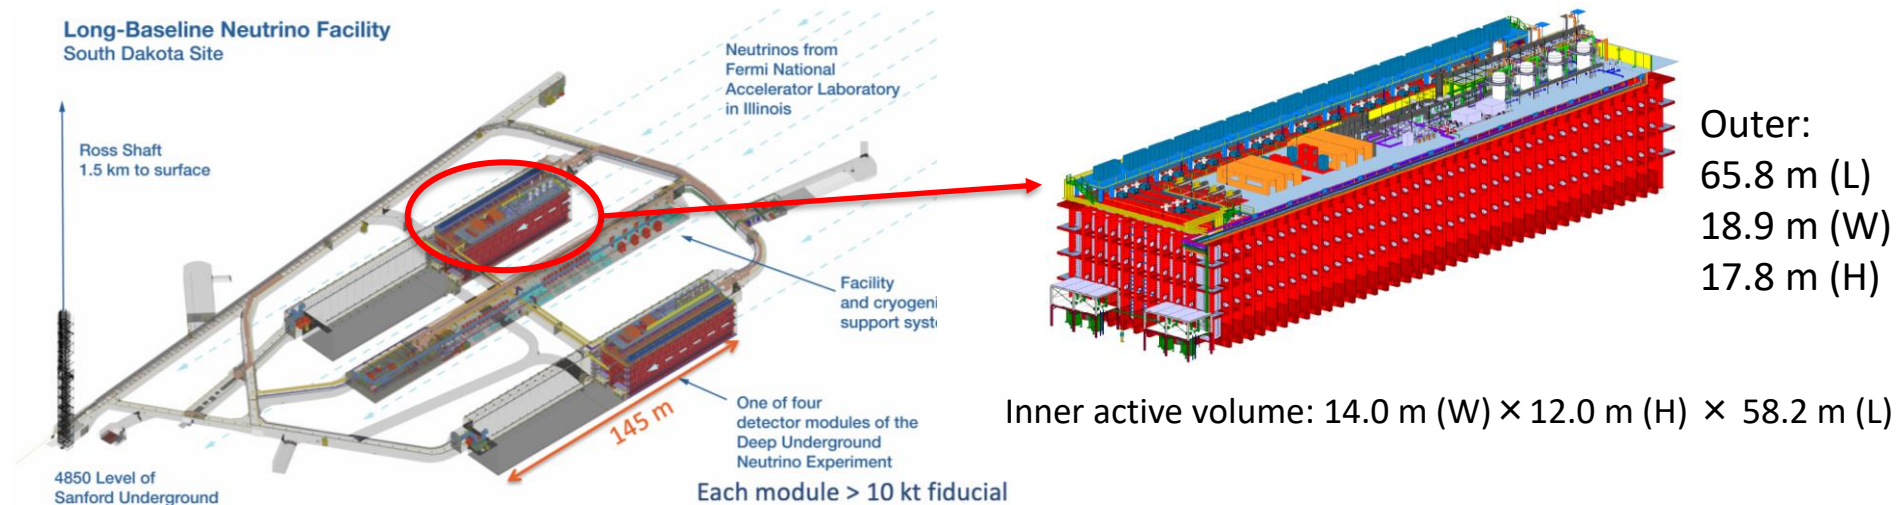 Long-Baseline Neutrino Facility
South Dakota Site
Neutrinos from
Fermi National
Accelerator Laboratory
in Illinois
Ross Shaft
1.5 km to surface
Facility
and cryogeni
support syste
145 m
One of four
detector modules of the
Deep Underground
Neutrino Experiment
4850 Level of
Sanford Underground
Each module > 10 kt fiducial
Outer:
65.8 m (L)
18.9 m (W)
17.8 m (H)
Inner active volume: 14.0 m (W) × 12.0 m (H) × 58.2 m (L)